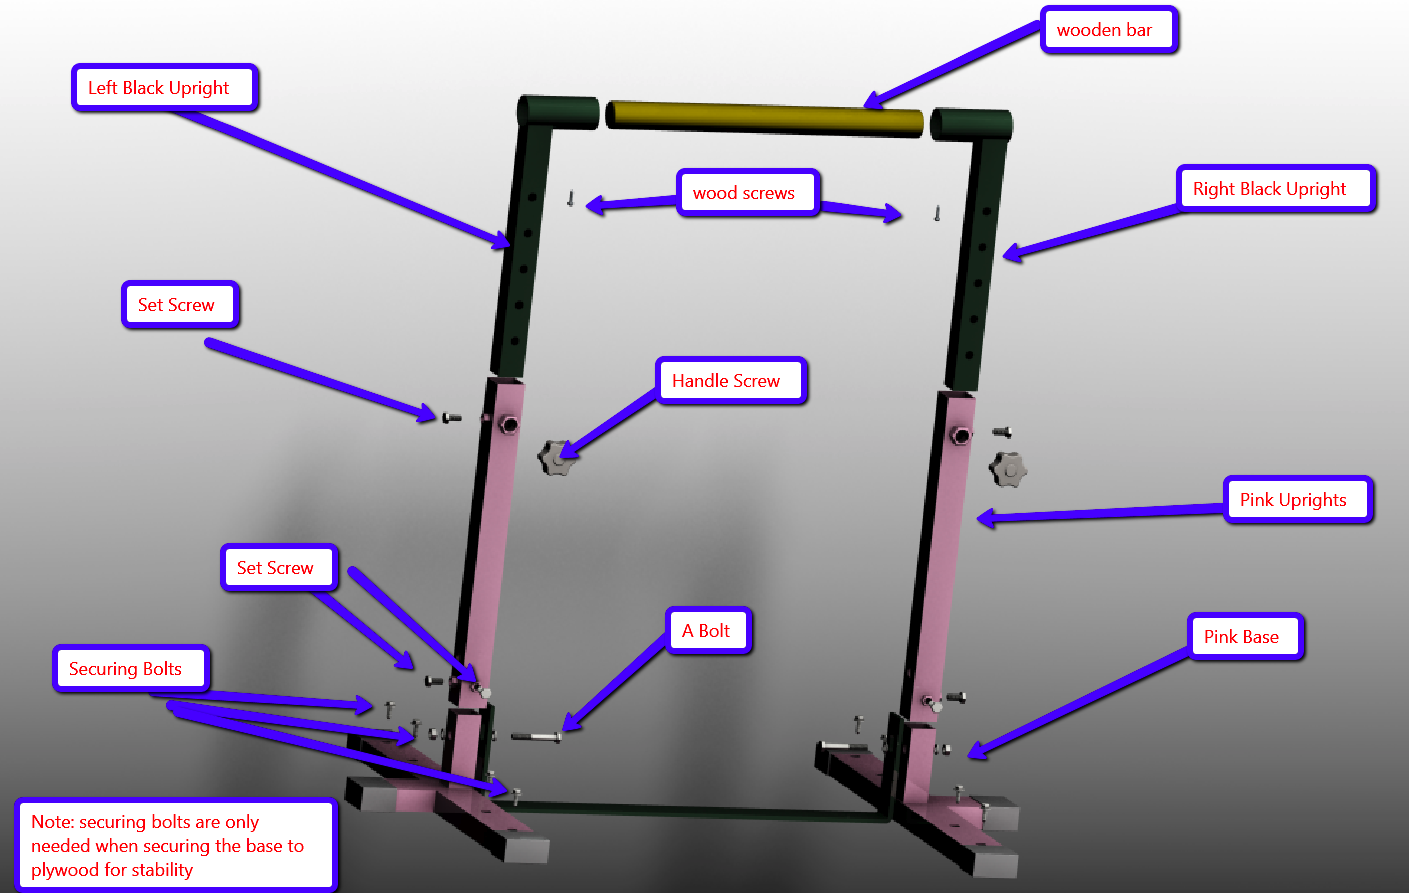 wooden bar
Left Black Upright
wood screws
Right Black Upright
Set Screw
Handle Screw
Pink Uprights
Set Screw
A Bolt
Pink Base
Securing Bolts
Note: securing bolts are only
needed when securing the base to
plywood for stability